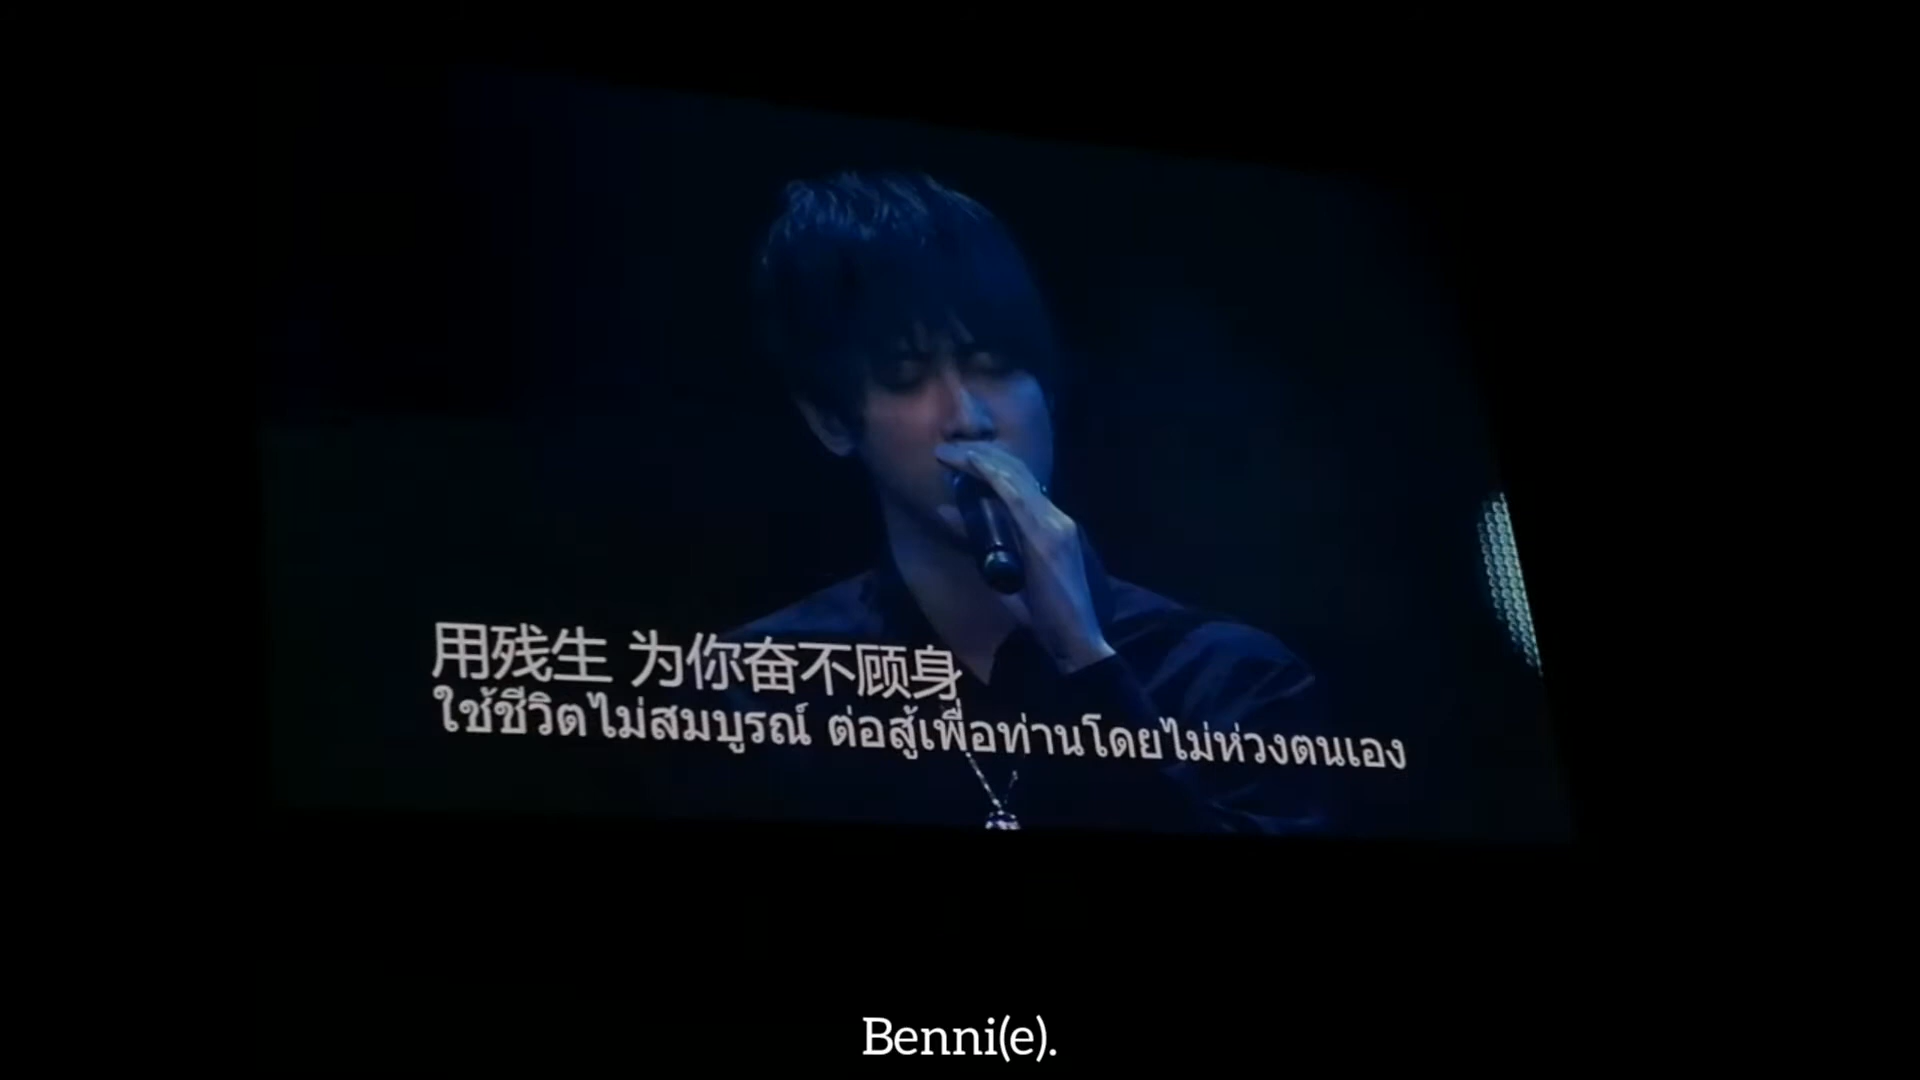 用残生 为你奋不顾身
ใช้ชีวิตไม่สมบูรณ์ ต่อสู้เพื่อท่านโดยไม่ห่วงตนเอง
Benni(e).